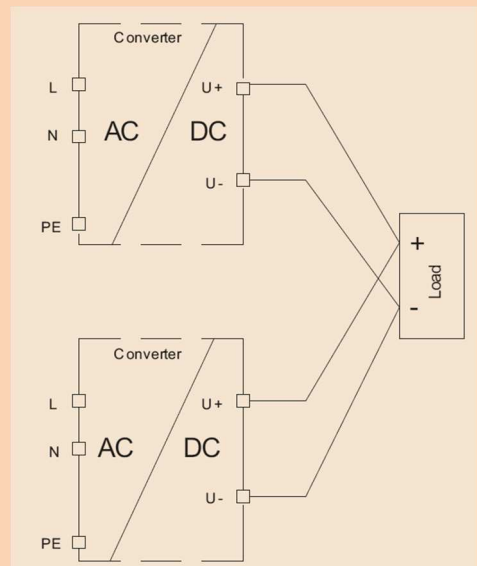 Converter
L
U+
N
AC
DC
U-
PE
+
Load
-
Converter
L
U+
N
AC
DC
U-
PE